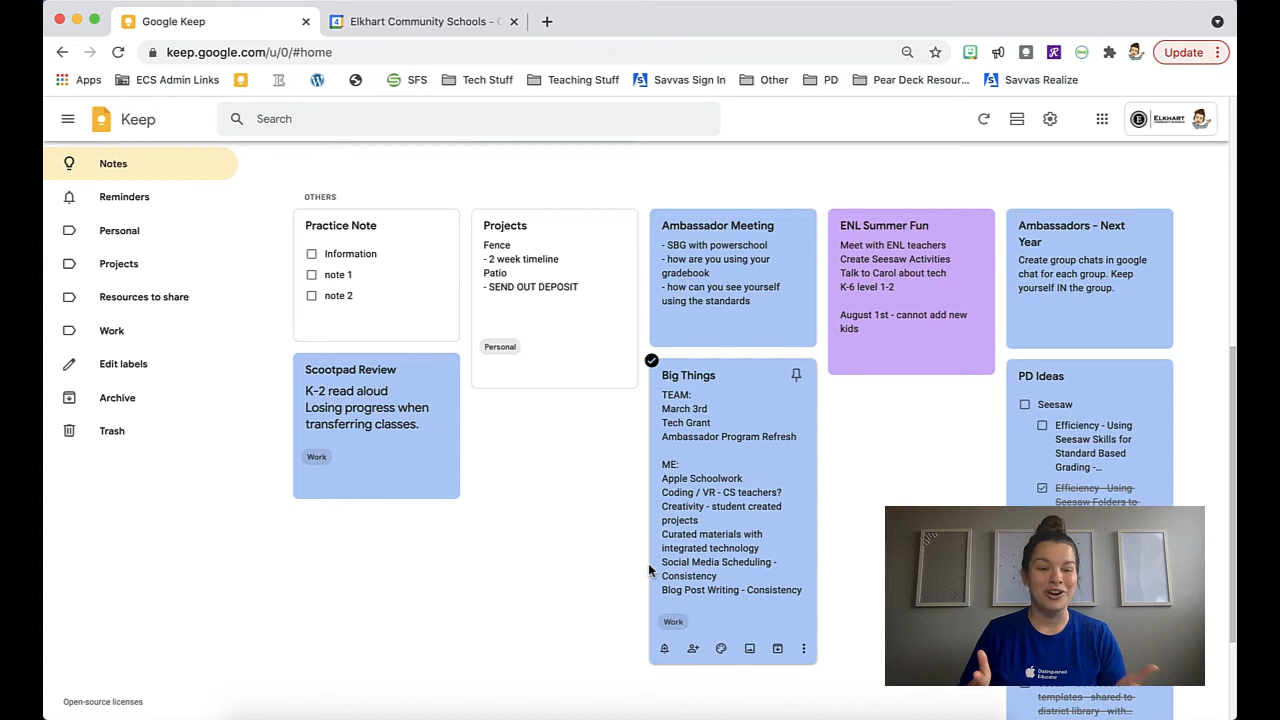 Google Keep
Elkhart Community Schools - C
keep.google.com/u/0/#home
Update
Apps
ECS Admin Links
SFS
Tech Stuff
Teaching Stuff
Savvas Sign In
Other
PD
Pear Deck Resour...
Savvas Realize
Keep
Search
ELKHART
Notes
Reminders
Personal
Projects
Resources to share
Work
Edit labels
Archive
Trash
Open-source licenses
OTHERS
Practice Note
Information
note 1
note 2
Scootpad Review
K-2 read aloud
Losing progress when
transferring classes.
Work
Projects
Fence
- 2 week timeline
Patio
- SEND OUT DEPOSIT
Personal
Ambassador Meeting
- SBG with powerschool
- how are you using your
gradebook
- how can you see yourself
using the standards
Big Things
TEAM:
March 3rd
Tech Grant
Ambassador Program Refresh
ME:
Apple Schoolwork
Coding / VR - CS teachers?
Creativity - student created
projects
Curated materials with
integrated technology
Social Media Scheduling -
Consistency
Blog Post Writing - Consistency
Work
ENL Summer Fun
Meet with ENL teachers
Create Seesaw Activities
Talk to Carol about tech
K-6 level 1-2
August 1st - cannot add new
kids
Ambassadors - Next
Year
Create group chats in google
chat for each group. Keep
yourself IN the group.
PD Ideas
Seesaw
Efficiency - Using
Seesaw Skills for
Standard Based
Grading -...
Efficiency - Using
Seesaw Folders to
Distinguished
Educator
templates - shared to
district library - with...